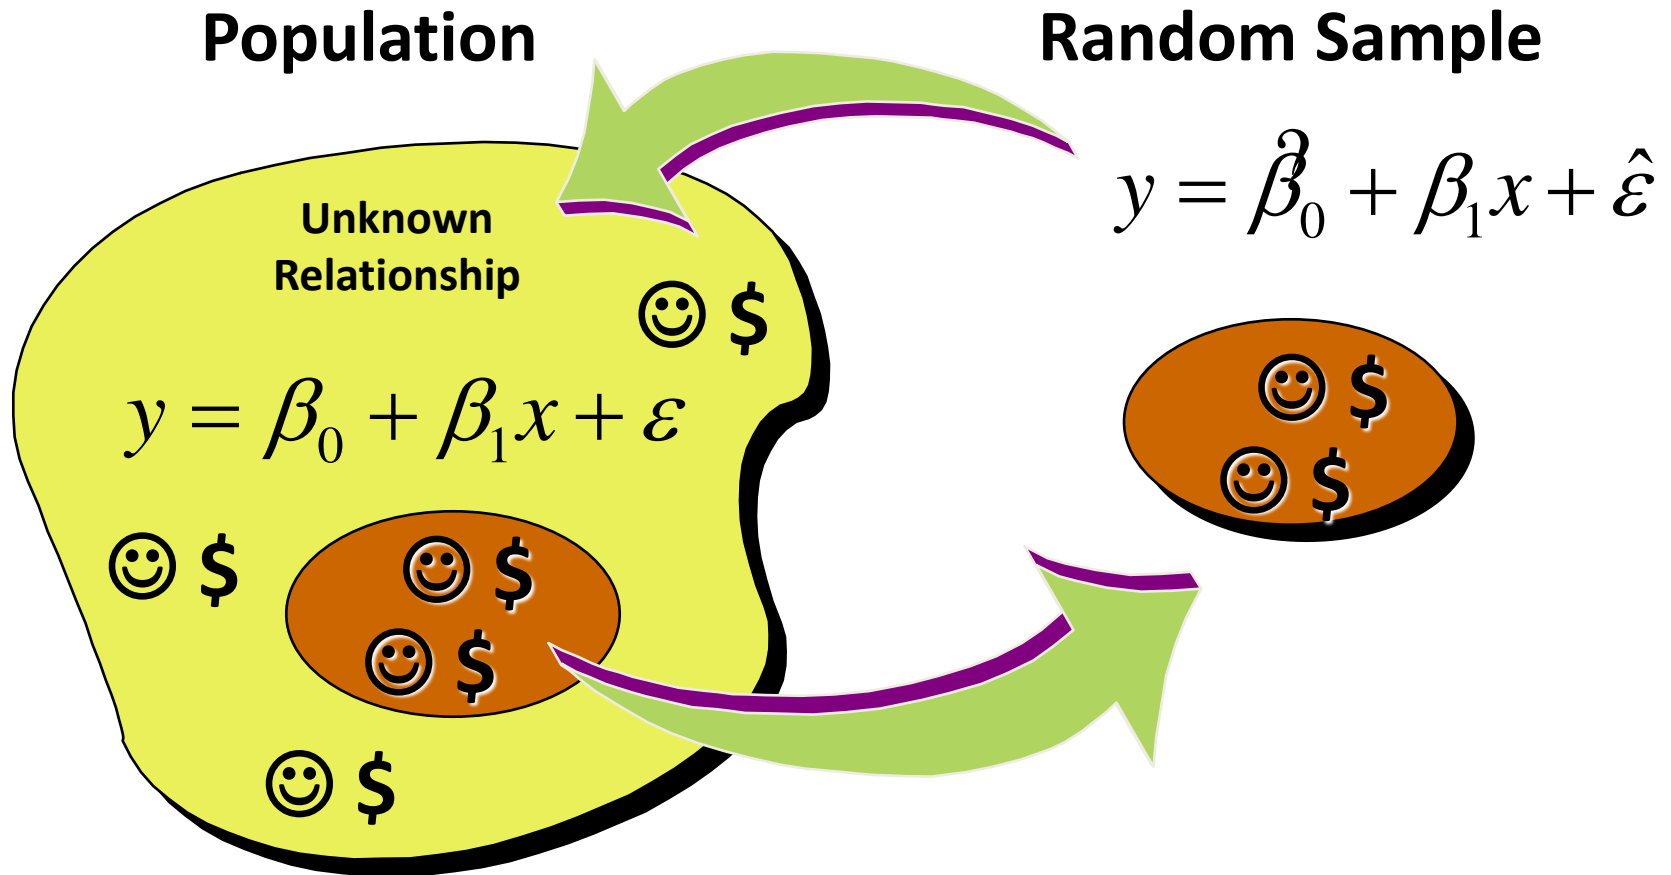 Population
Random Sample
y = β̂₀ + β₁x + ε̂
Unknown
Relationship
$
y = β₀ + β₁x + ε
$
$
$
$
$
$
$